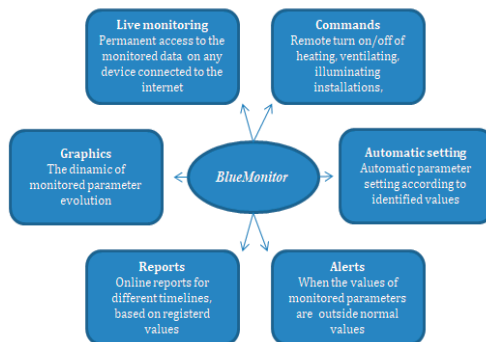 Live monitoring
Permanent access to the
monitored data on any
device connected to the
internet
Commands
Remote turn on/off of
heating, ventilating,
illuminating
installations,
Graphics
The dinamic of
monitored parameter
evolution
BlueMonitor
Automatic setting
Automatic parameter
setting according to
identified values
Reports
Online reports for
different timelines,
based on registerd
values
Alerts
When the values of
monitored parameters
are outside normal
values